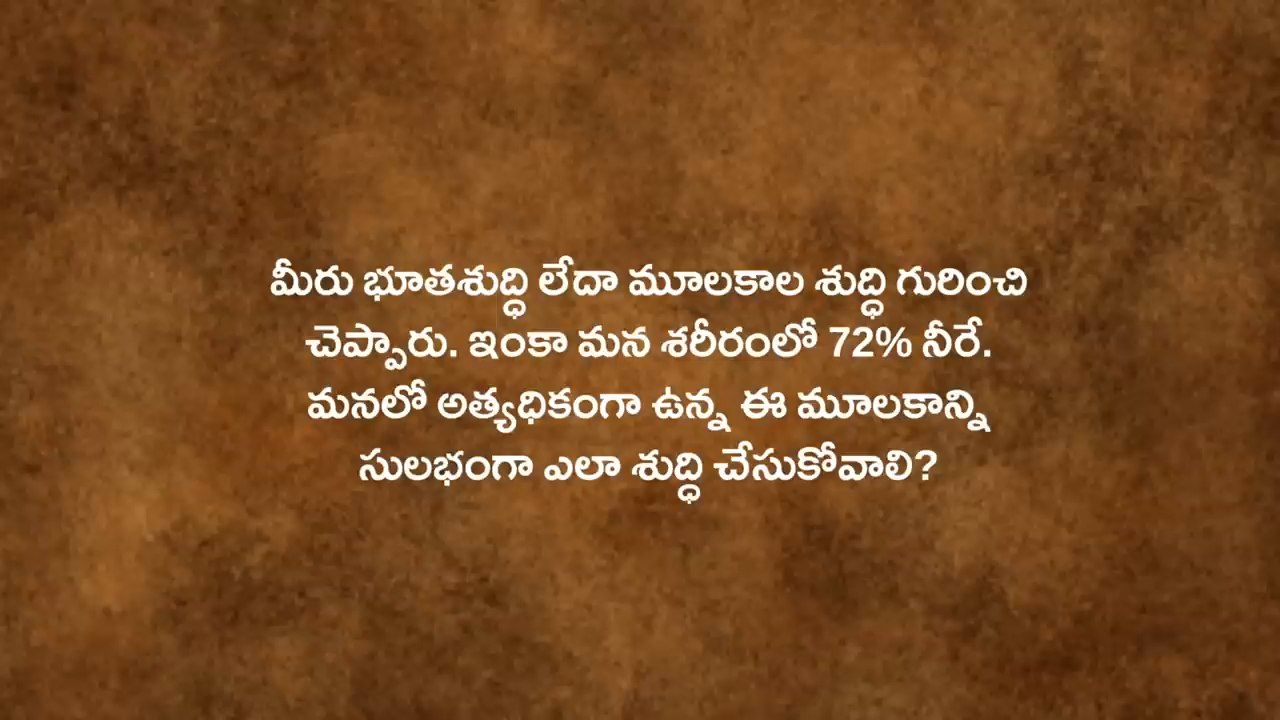 మీరు భూతశుద్ధి లేదా మూలకాల శుద్ధి గురించి
చెప్పారు. ఇంకా మన శరీరంలో 72% నీరే.
మనలో అత్యధికంగా ఉన్న ఈ మూలకాన్ని
సులభంగా ఎలా శుద్ధి చేసుకోవాలి?